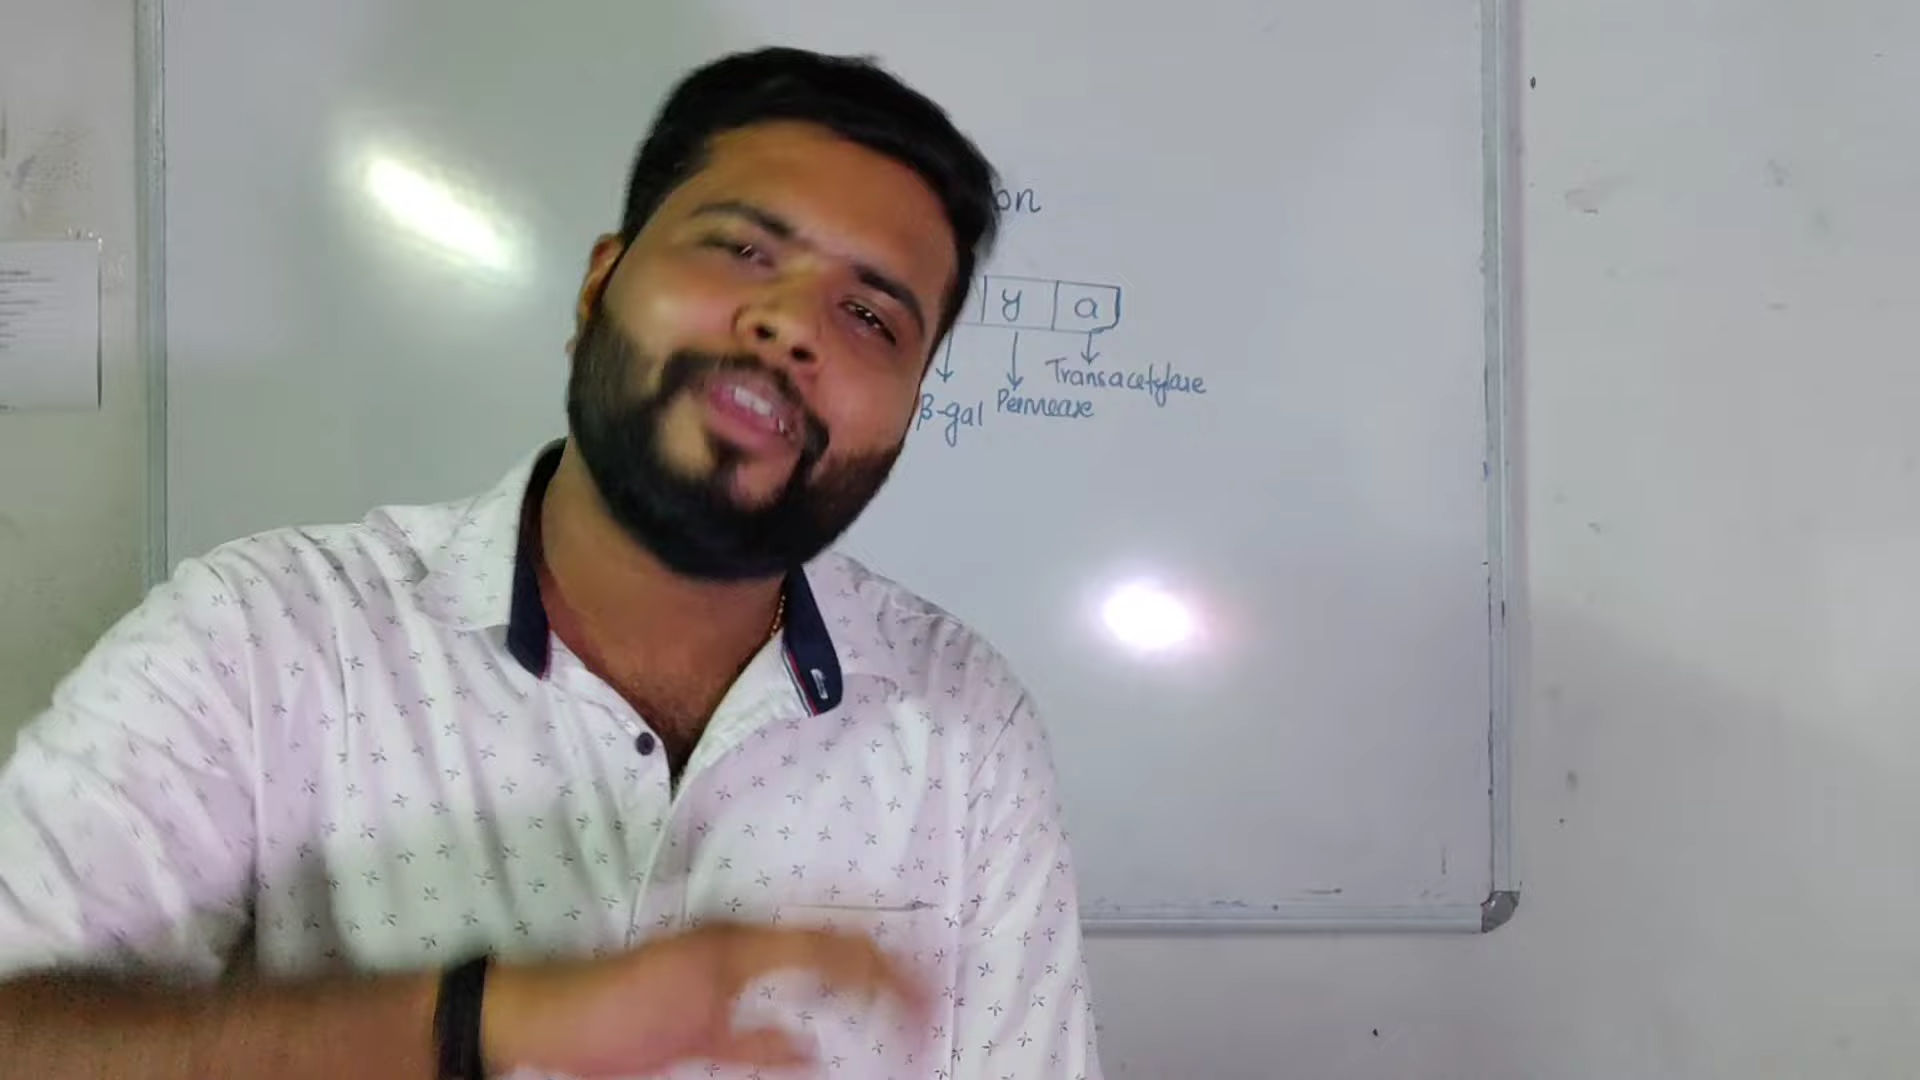 on
y a
Transacetylase
β-gal Permease